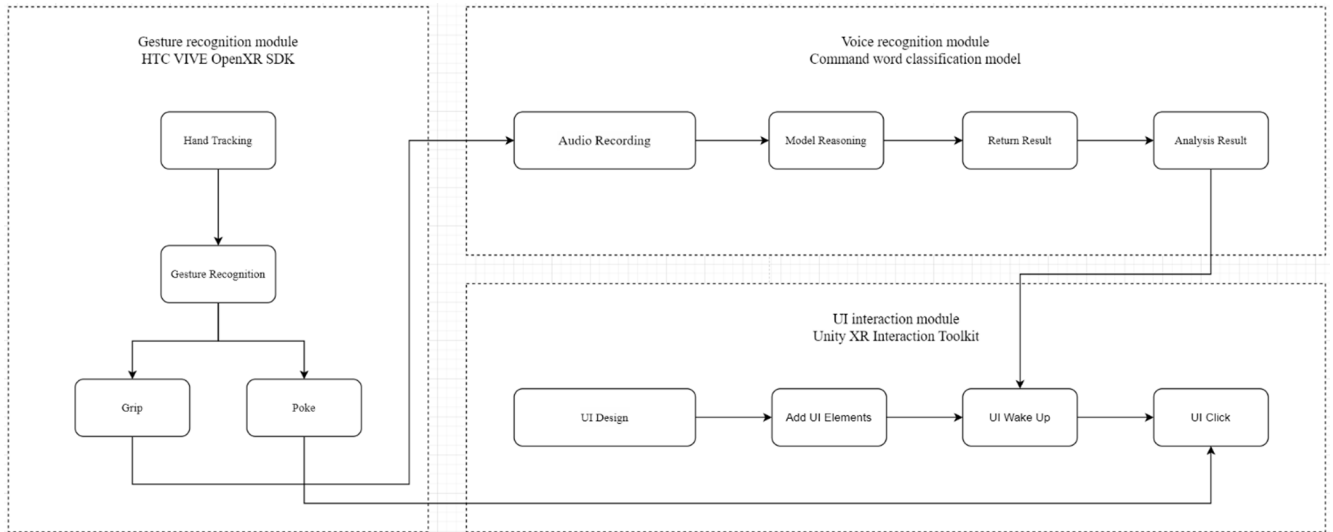 Gesture recognition module
HTC VIVE OpenXR SDK
Hand Tracking
Gesture Recognition
Grip
Poke
Voice recognition module
Command word classification model
Audio Recording
Model Reasoning
Return Result
Analysis Result
UI interaction module
Unity XR Interaction Toolkit
UI Design
Add UI Elements
UI Wake Up
UI Click